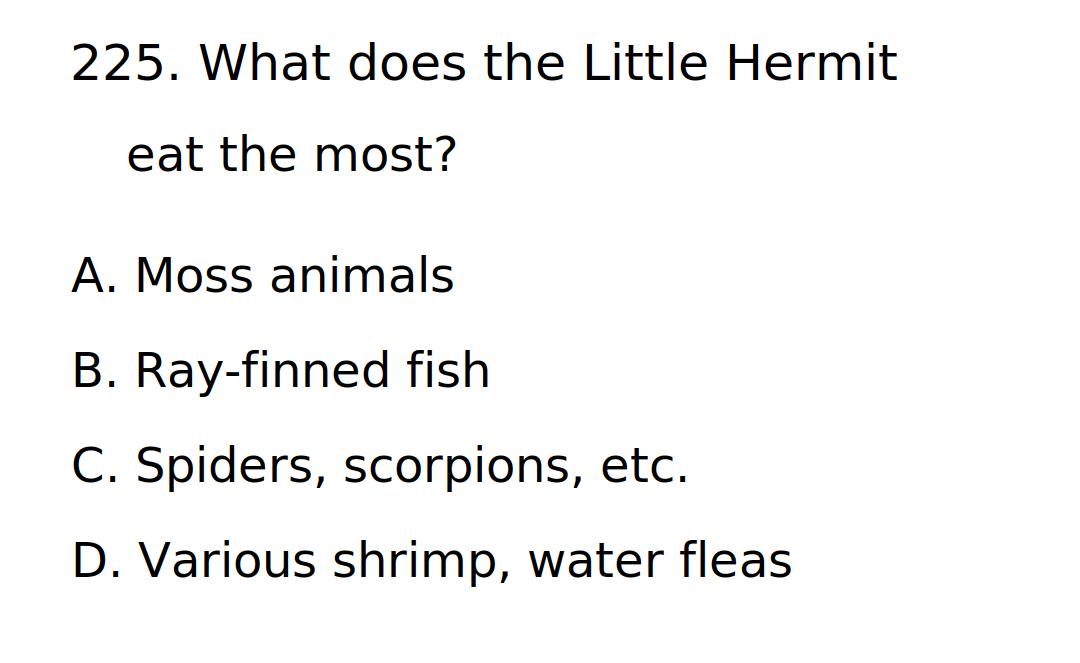 225. What does the Little Hermit
eat the most?
A. Moss animals
B. Ray-finned fish
C. Spiders, scorpions, etc.
D. Various shrimp, water fleas